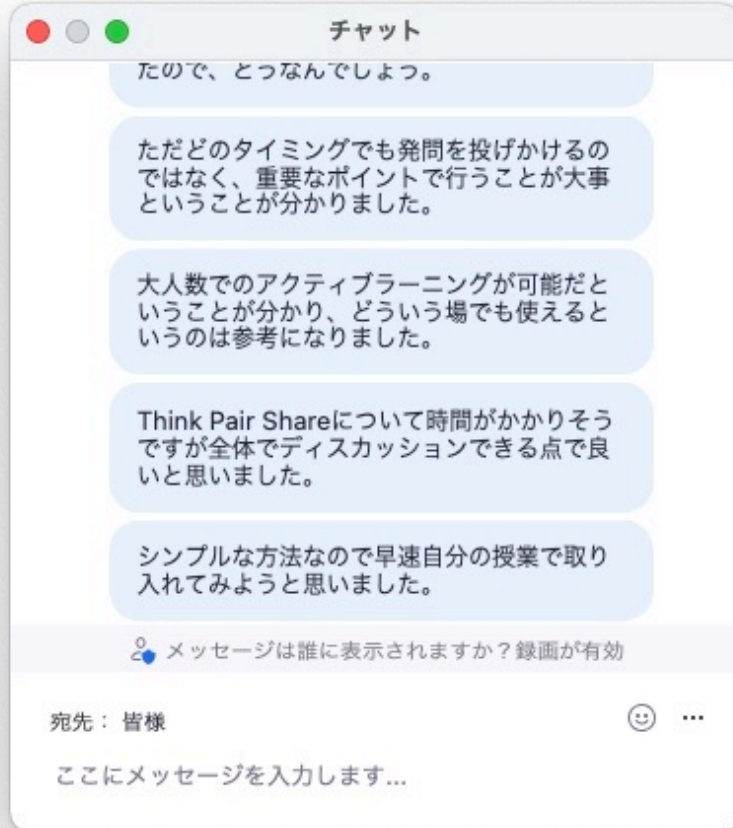 チャット
たので、どうなんでしょう。
ただどのタイミングでも発問を投げかけるの
ではなく、重要なポイントで行うことが大事
ということが分かりました。
大人数でのアクティブラーニングが可能だと
いうことが分かり、どういう場でも使えると
いうのは参考になりました。
Think Pair Shareについて時間がかかりそう
ですが全体でディスカッションできる点で良
いと思いました。
シンプルな方法なので早速自分の授業で取り
入れてみようと思いました。
メッセージは誰に表示されますか？録画が有効
宛先： 皆様
ここにメッセージを入力します...